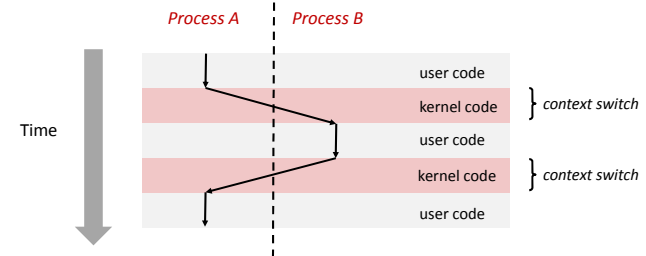 Process A
Process B
user code
kernel code
context switch
Time
user code
kernel code
context switch
user code